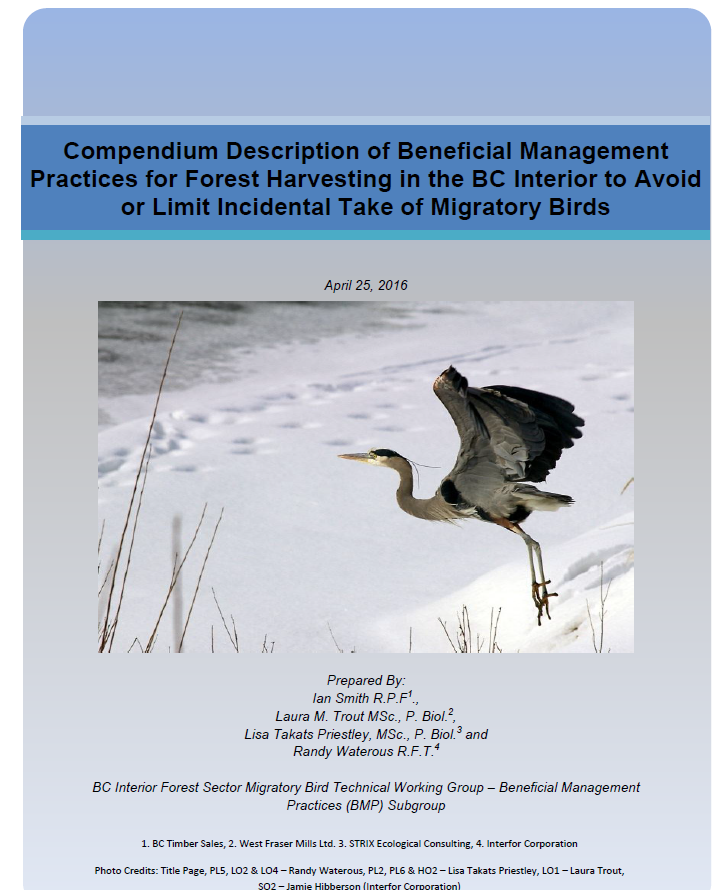 Compendium Description of Beneficial Management
Practices for Forest Harvesting in the BC Interior to Avoid
or Limit Incidental Take of Migratory Birds
April 25, 2016
Prepared By:
Ian Smith R.P.F¹.,
Laura M. Trout MSc., P. Biol.²,
Lisa Takats Priestley, MSc., P. Biol.³ and
Randy Waterous R.F.T.⁴
BC Interior Forest Sector Migratory Bird Technical Working Group – Beneficial Management
Practices (BMP) Subgroup
1. BC Timber Sales, 2. West Fraser Mills Ltd. 3. STRIX Ecological Consulting, 4. Interfor Corporation
Photo Credits: Title Page, PL5, LO2 & LO4 – Randy Waterous, PL2, PL6 & HO2 – Lisa Takats Priestley, LO1 – Laura Trout,
SO2 – Jamie Hibberson (Interfor Corporation)